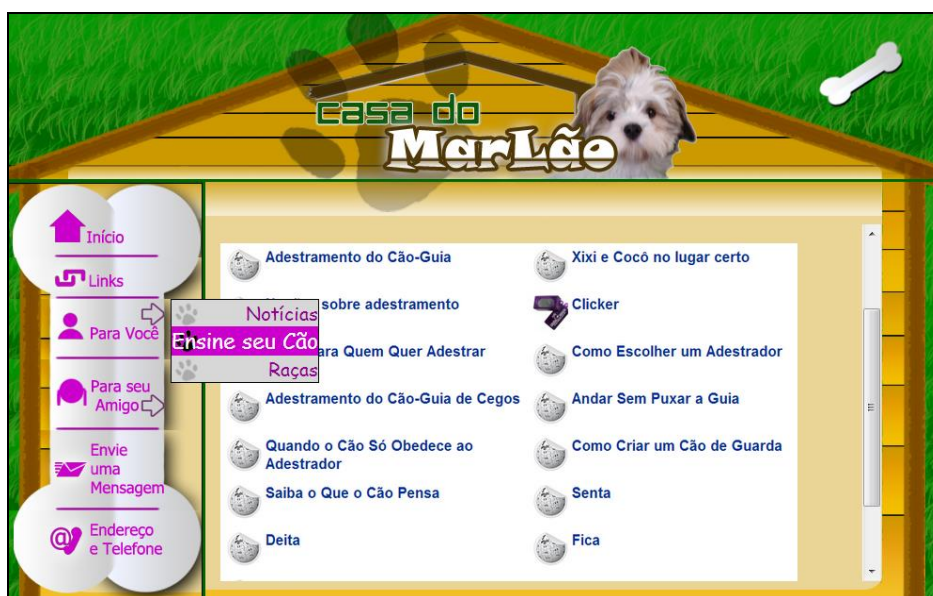 casa do
MarLão
Início
Links
Para Você
Para seu
Amigo
Envie
uma
Mensagem
Endereço
e Telefone
Notícias
Ensine seu Cão
Raças
Adestramento do Cão-Guia
Xixi e Cocô no lugar certo
sobre adestramento
Clicker
ara Quem Quer Adestrar
Como Escolher um Adestrador
Adestramento do Cão-Guia de Cegos
Andar Sem Puxar a Guia
Quando o Cão Só Obedece ao
Adestrador
Como Criar um Cão de Guarda
Saiba o Que o Cão Pensa
Senta
Deita
Fica